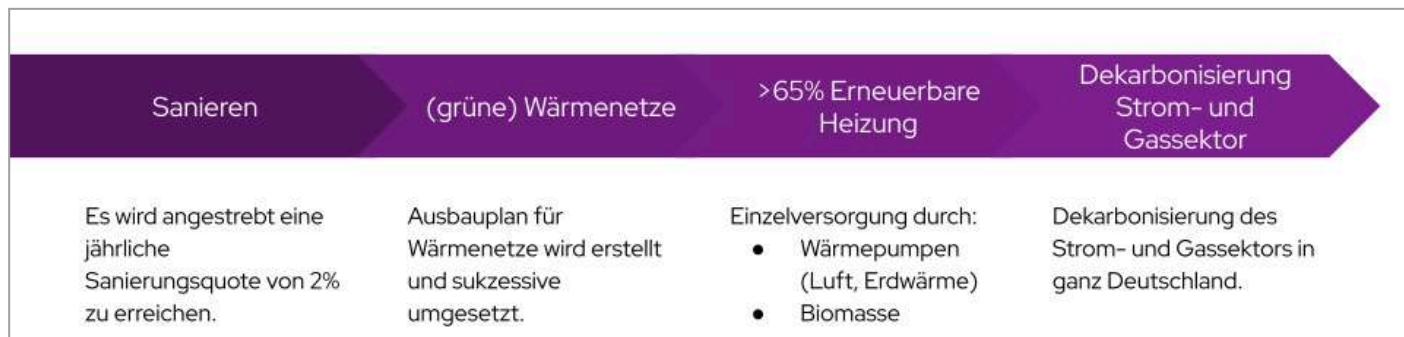 Sanieren
(grüne) Wärmenetze
>65% Erneuerbare
Heizung
Dekarbonisierung
Strom- und
Gassektor
Es wird angestrebt eine
jährliche
Sanierungsquote von 2%
zu erreichen.
Ausbauplan für
Wärmenetze wird erstellt
und sukzessive
umgesetzt.
Einzelversorgung durch:
● Wärmepumpen
(Luft, Erdwärme)
● Biomasse
Dekarbonisierung des
Strom- und Gassektors in
ganz Deutschland.